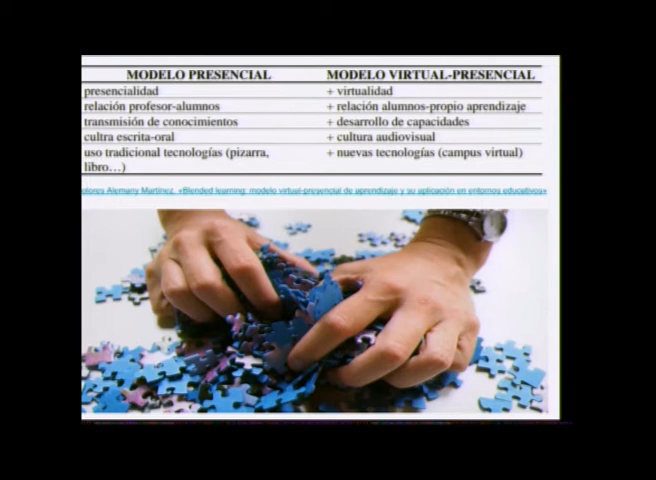 MODELO PRESENCIAL MODELO VIRTUAL-PRESENCIAL
presencialidad + virtualidad
relación profesor-alumnos + relación alumnos-propio aprendizaje
transmisión de conocimientos + desarrollo de capacidades
cultra escrita-oral + cultura audiovisual
uso tradicional tecnologías (pizarra, + nuevas tecnologías (campus virtual)
libro…)
olores Alemany Martínez, «Blended learning: modelo virtual-presencial de aprendizaje y su aplicación en entornos educativos»